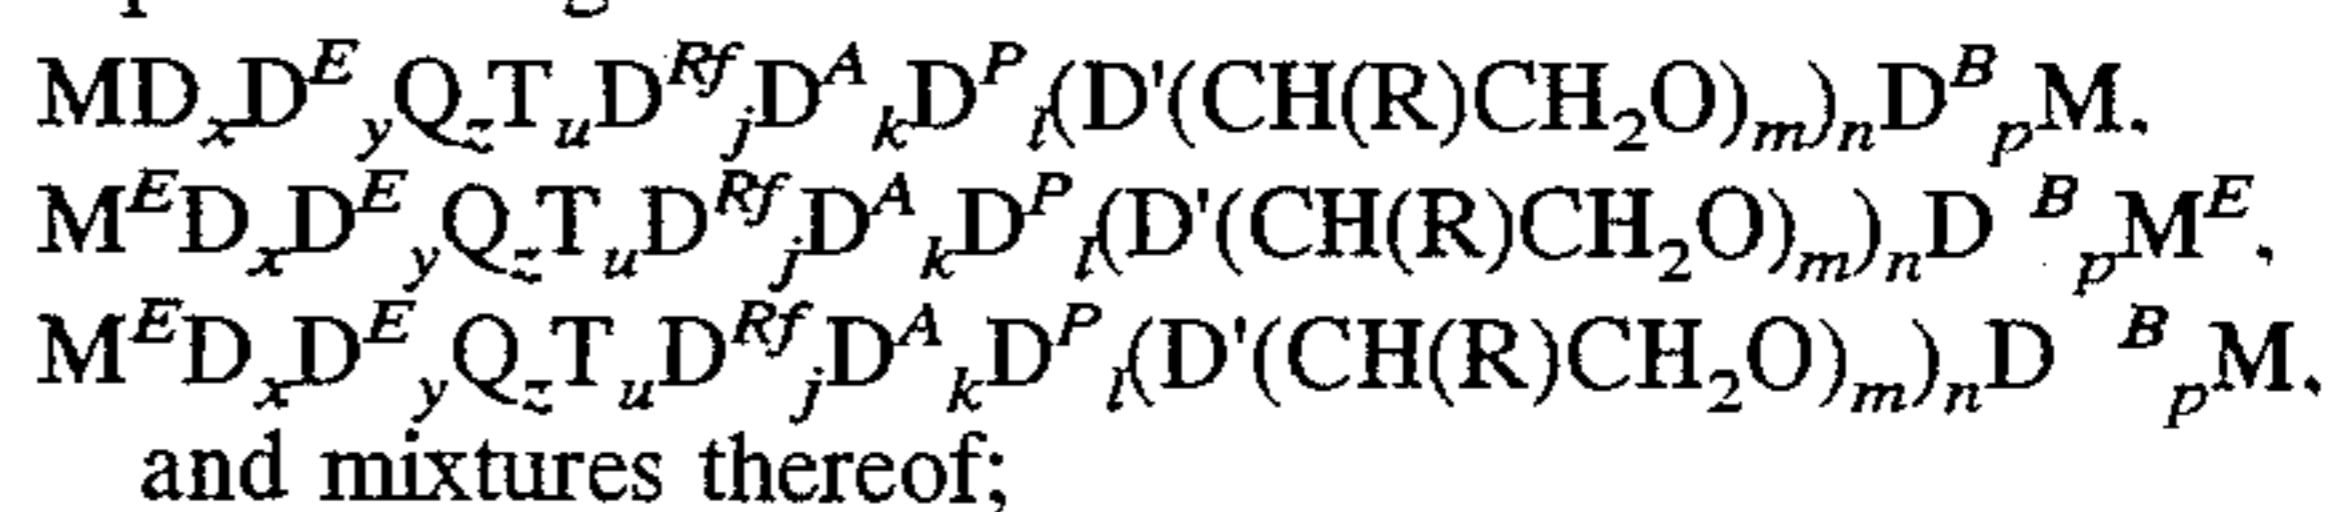 MD_xD^E_yQ_zT_uD^Rf_jD^A_kD^P_l(D'(CH(R)CH_2O)_m)_nD^B_pM.
M^ED_xD^E_yQ_zT_uD^Rf_jD^A_kD^P_l(D'(CH(R)CH_2O)_m)_nD ^B_pM^E,
M^ED_xD^E_yQ_zT_uD^Rf_jD^A_kD^P_l(D'(CH(R)CH_2O)_m)_nD ^B_pM,
and mixtures thereof;